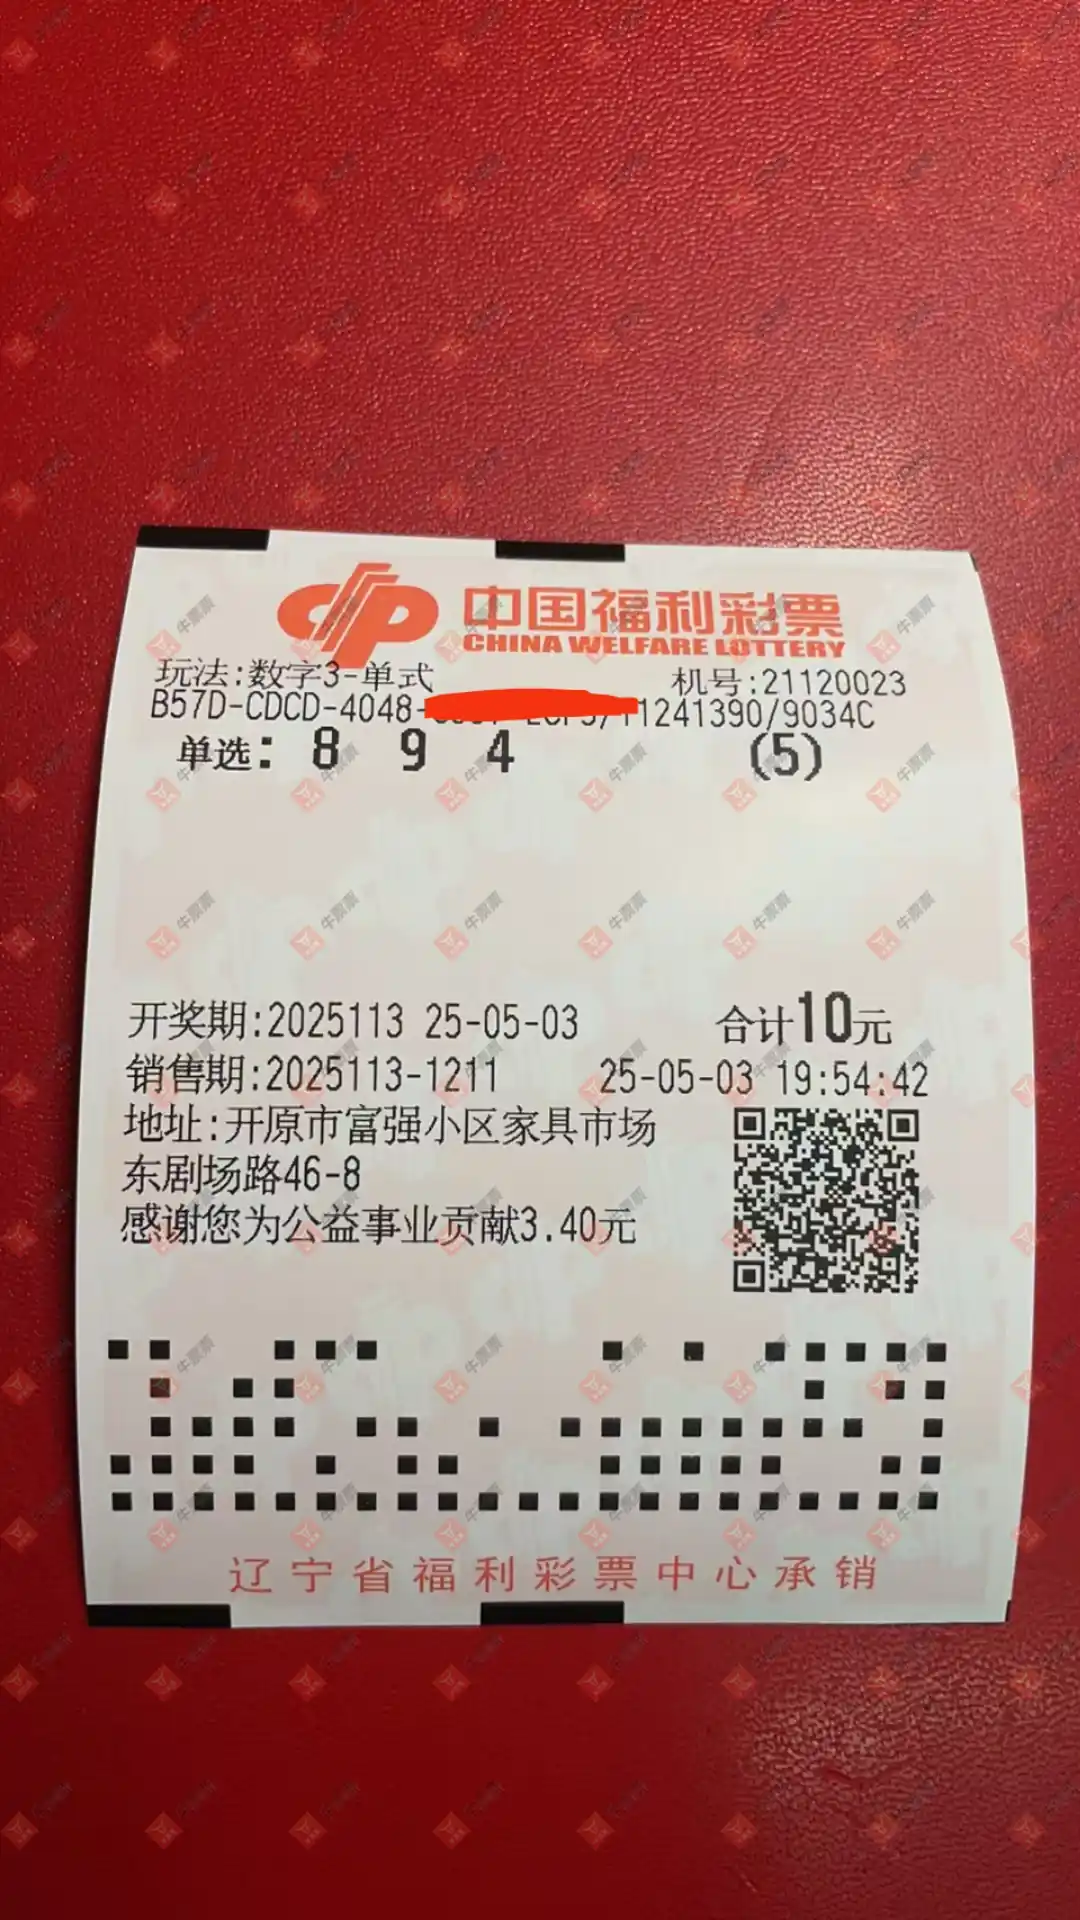 中国福利彩票
CHINA WELFARE LOTTERY
玩法:数字3-单式 机号:21120023
B57D-CDCD-4048- /11241390/9034C
单选: 8 9 4 (5)
开奖期:2025113 25-05-03 合计10元
销售期:2025113-1211 25-05-03 19:54:42
地址:开原市富强小区家具市场
东剧场路46-8
感谢您为公益事业贡献3.40元
辽宁省福利彩票中心承销
牛票票